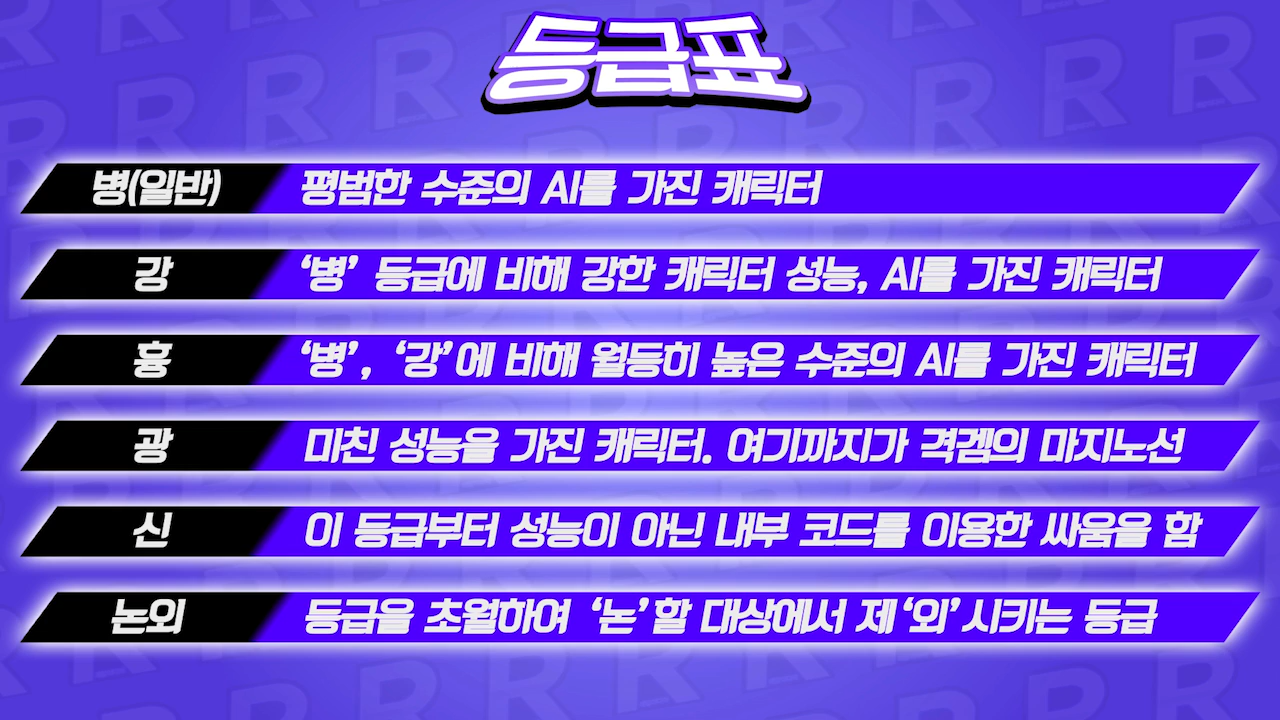 등급표
병(일반) 평범한 수준의 AI를 가진 캐릭터
강 ‘병’ 등급에 비해 강한 캐릭터 성능, AI를 가진 캐릭터
흉 ‘병’, ‘강’에 비해 월등히 높은 수준의 AI를 가진 캐릭터
광 미친 성능을 가진 캐릭터. 여기까지가 격겜의 마지노선
신 이 등급부터 성능이 아닌 내부 코드를 이용한 싸움을 함
논외 등급을 초월하여 ‘논’할 대상에서 제‘외’시키는 등급